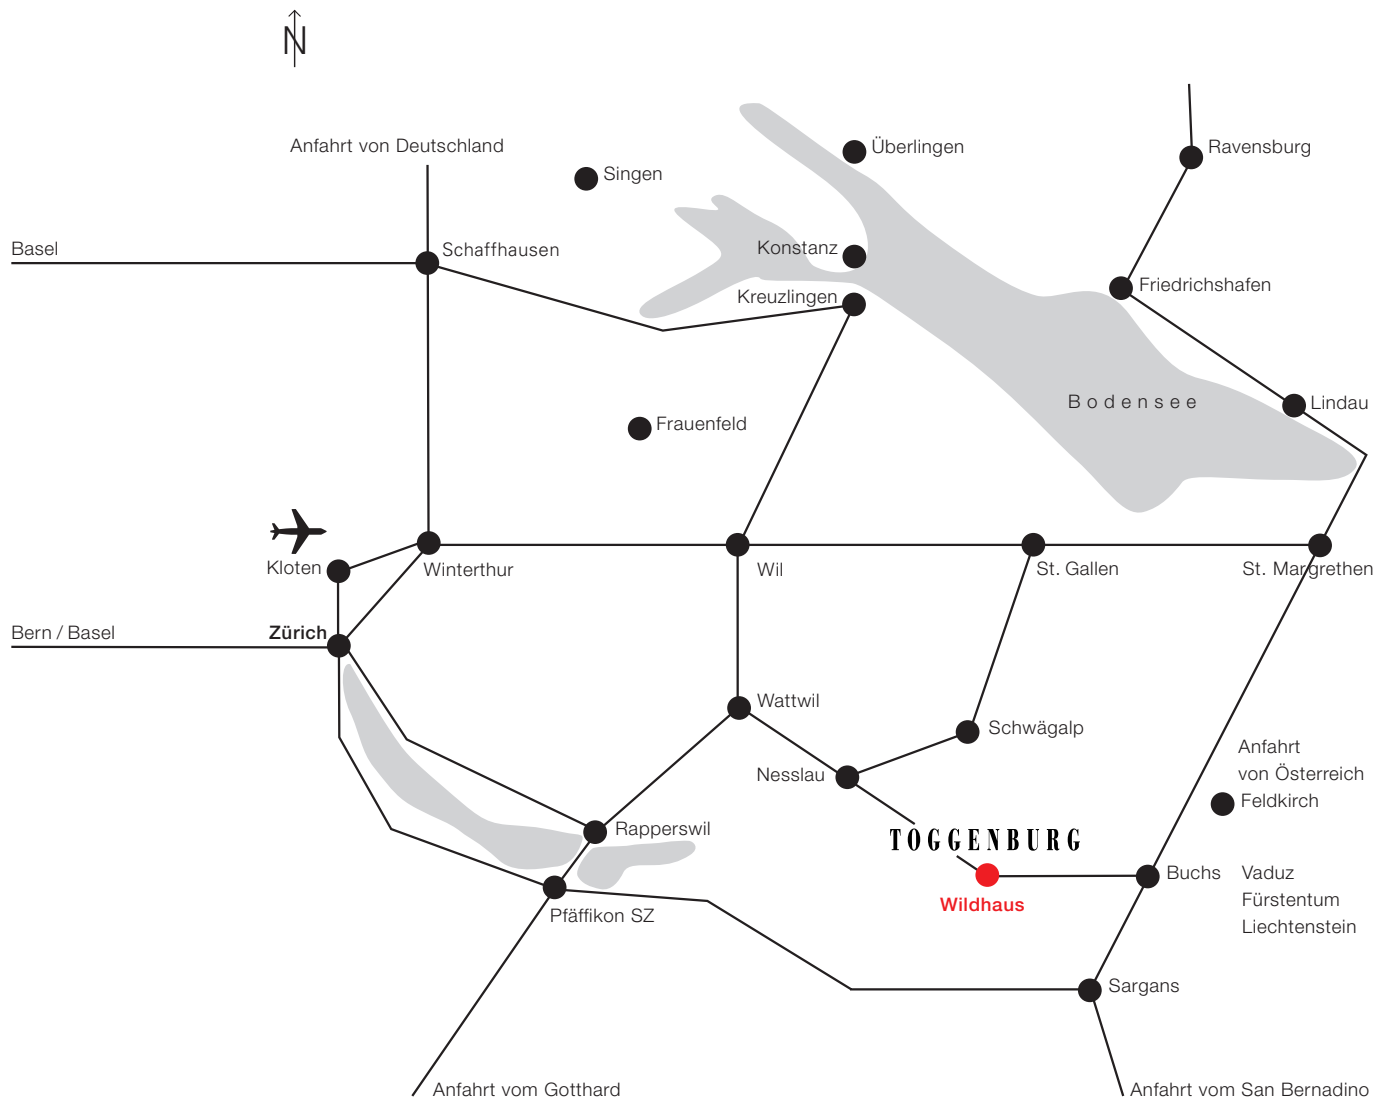 N
Anfahrt von Deutschland
Überlingen
Ravensburg
Singen
Basel
Schaffhausen
Konstanz
Kreuzlingen
Friedrichshafen
Bodensee
Lindau
Frauenfeld
Kloten
Winterthur
Wil
St. Gallen
St. Margrethen
Bern / Basel
Zürich
Wattwil
Schwägalp
Nesslau
Anfahrt
von Österreich
Feldkirch
Rapperswil
TOGGENBURG
Buchs
Vaduz
Fürstentum
Liechtenstein
Wildhaus
Pfäffikon SZ
Sargans
Anfahrt vom Gotthard
Anfahrt vom San Bernadino